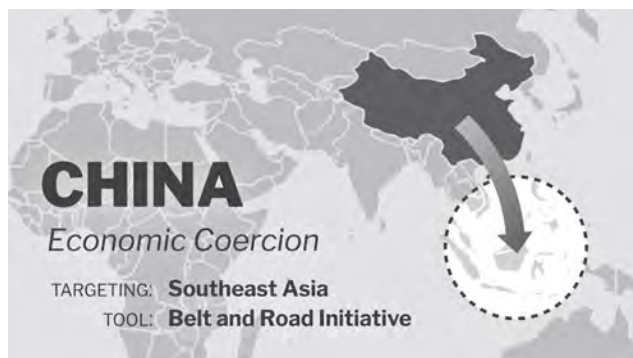 CHINA
Economic Coercion
TARGETING: Southeast Asia
TOOL: Belt and Road Initiative